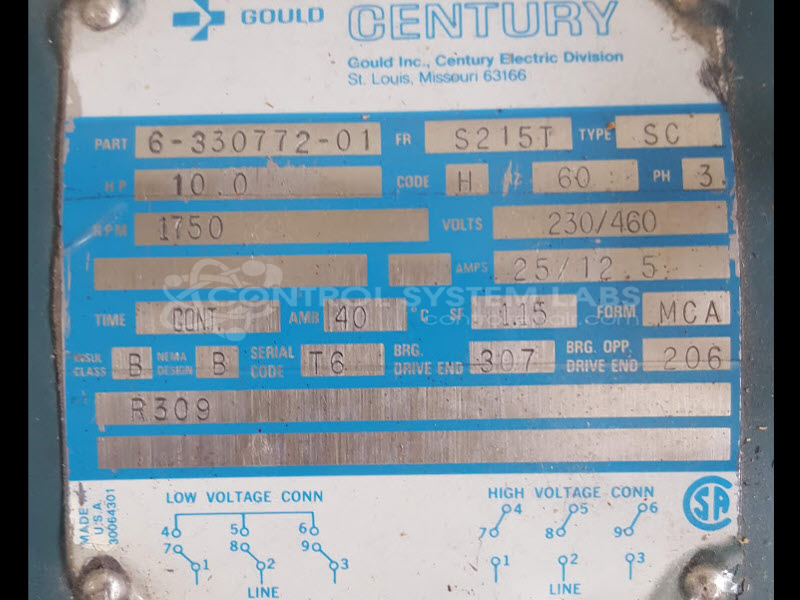 GOULD CENTURY
Gould Inc., Century Electric Division
St. Louis, Missouri 63166
PART 6-330772-01 FR S215T TYPE SC
HP 10.0 CODE H HZ 60 PH 3
RPM 1750 VOLTS 230/460
AMPS 25/12.5
CONTROL SYSTEM LABS
TIME CONT. AMB 40 °C SF 1.15 FORM MCA
INSUL CLASS B NEMA DESIGN B SERIAL CODE T6 BRG. DRIVE END 307 BRG. OPP. DRIVE END 206
R309
MADE IN U.S.A.
30064301
LOW VOLTAGE CONN HIGH VOLTAGE CONN
4 5 6 4 5 6
7 8 9 7 8 9
1 2 3 1 2 3
LINE LINE
SA